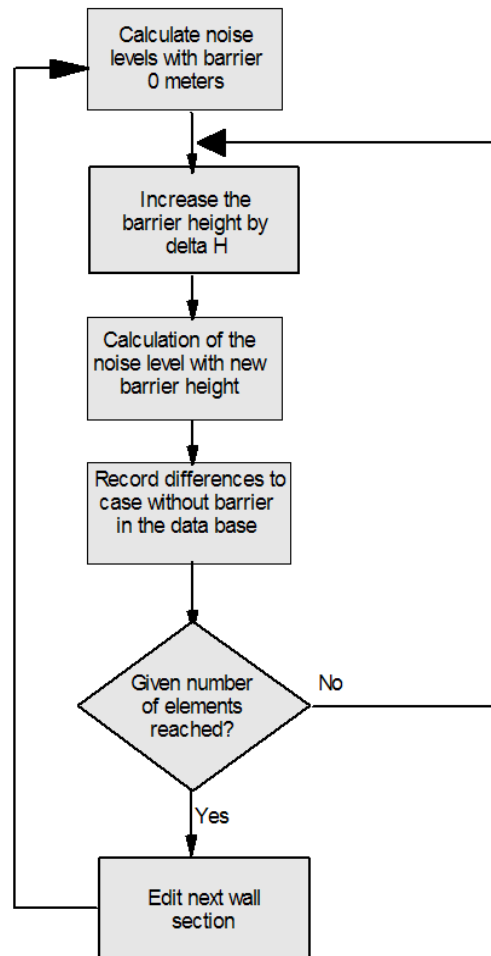 Calculate noise
levels with barrier
0 meters
Increase the
barrier height by
delta H
Calculation of the
noise level with new
barrier height
Record differences to
case without barrier
in the data base
Given number
of elements
reached?
No
Yes
Edit next wall
section